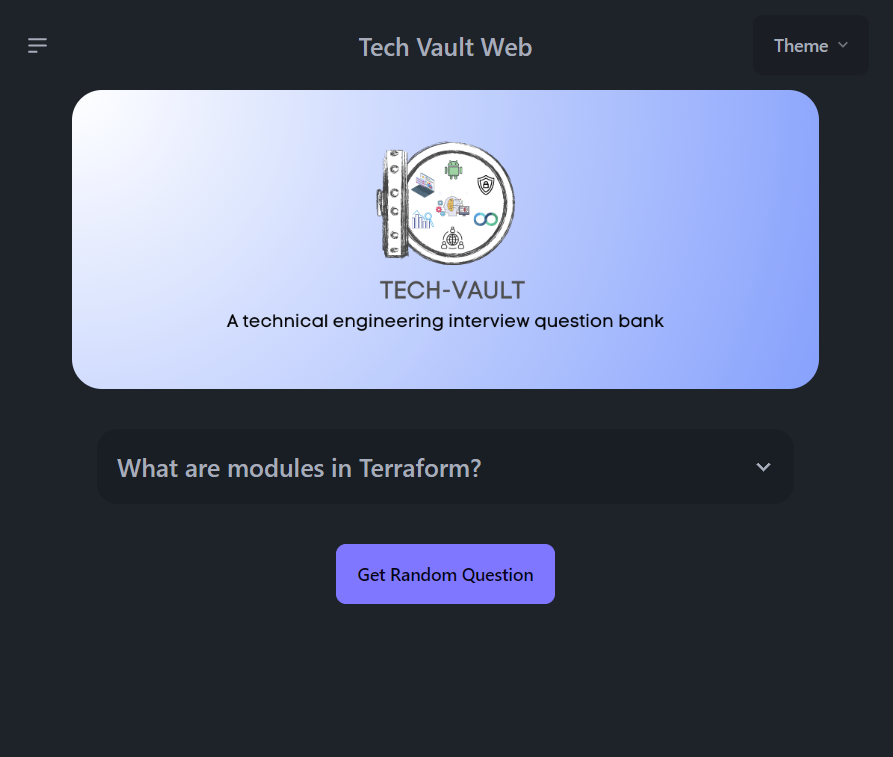 Tech Vault Web
Theme
TECH-VAULT
A technical engineering interview question bank
What are modules in Terraform?
Get Random Question